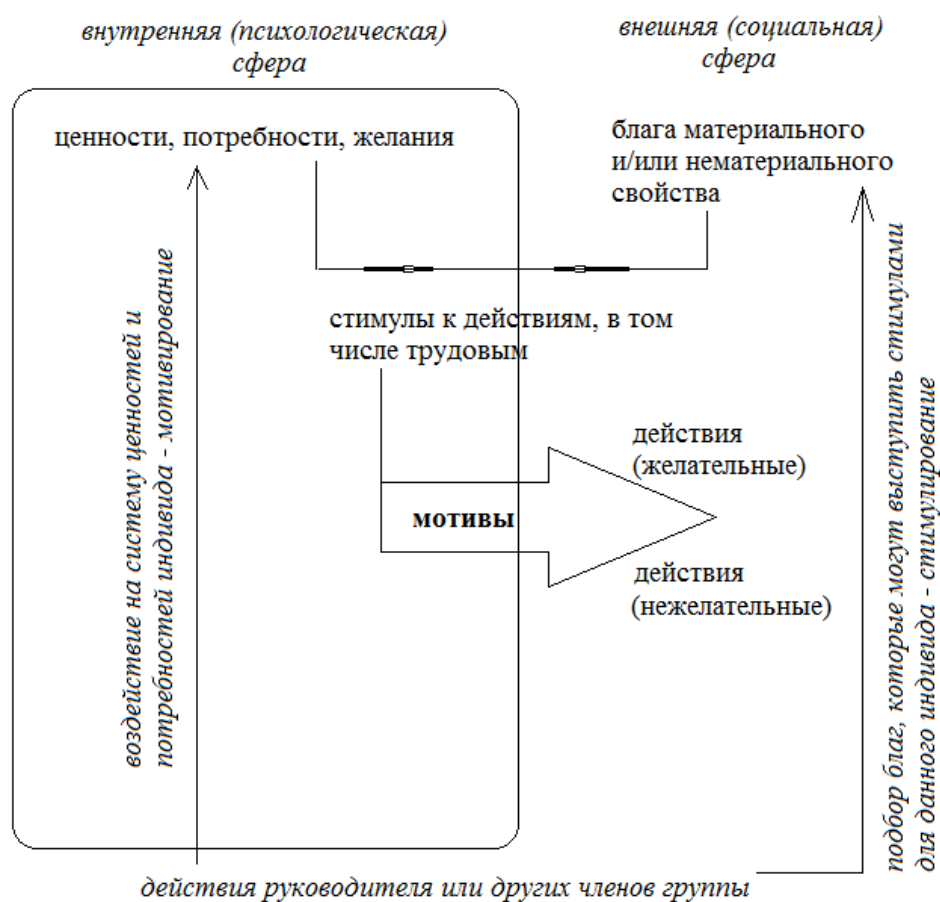 внутренняя (психологическая)
сфера
внешняя (социальная)
сфера
ценности, потребности, желания
блага материального
и/или нематериального
свойства
стимулы к действиям, в том
числе трудовым
действия
(желательные)
мотивы
действия
(нежелательные)
воздействие на систему ценностей и
потребностей индивида - мотивирование
подбор благ, которые могут выступить стимулами
для данного индивида - стимулирование
действия руководителя или других членов группы